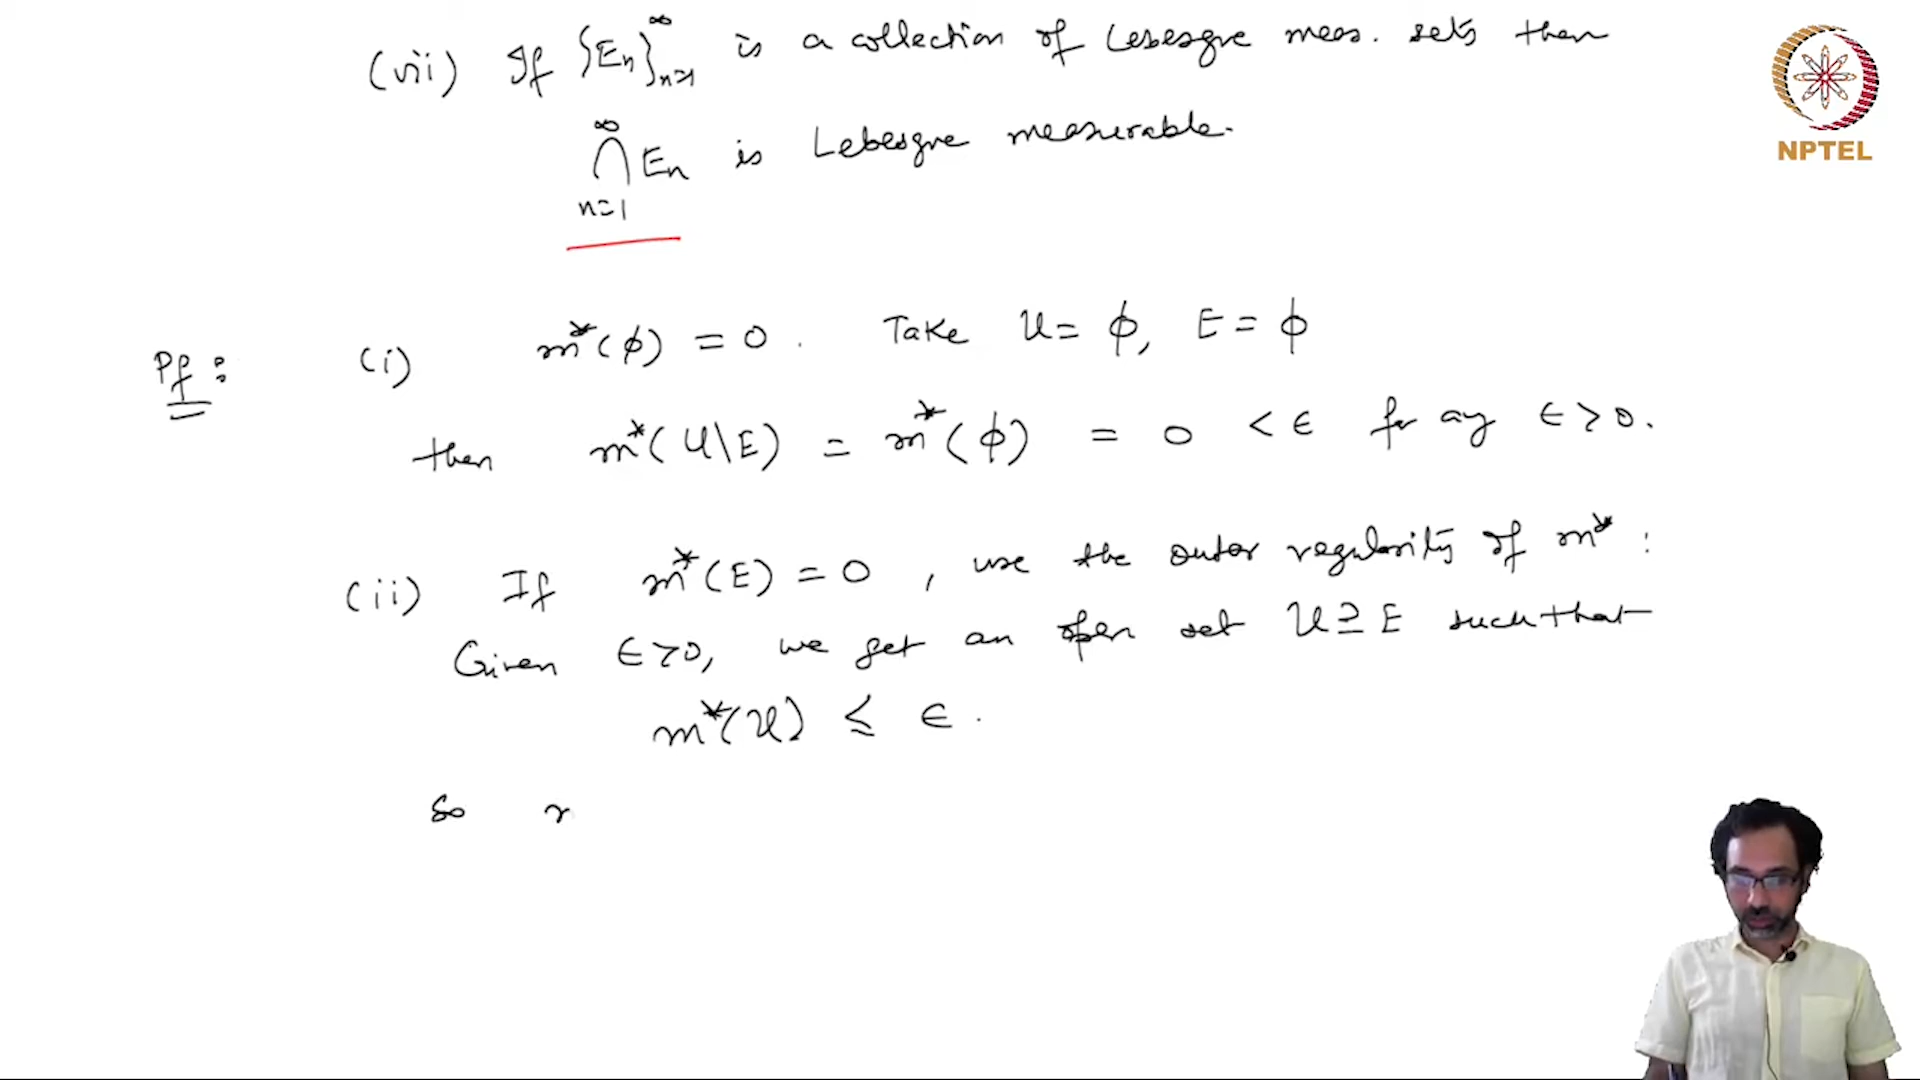 (vii) If {Eₙ}ₙ₌₁^∞ is a collection of Lebesgue meas. sets then
∞
∩ Eₙ is Lebesgue measurable.
n=1
NPTEL
Pf: (i) m*(ϕ) = 0. Take U = ϕ, E = ϕ
then m*(U\E) = m*(ϕ) = 0 < ϵ for any ϵ > 0.
(ii) If m*(E) = 0, use the outer regularity of m*:
Given ϵ > 0, we get an open set U ⊇ E such that
m*(U) ≤ ϵ.
So